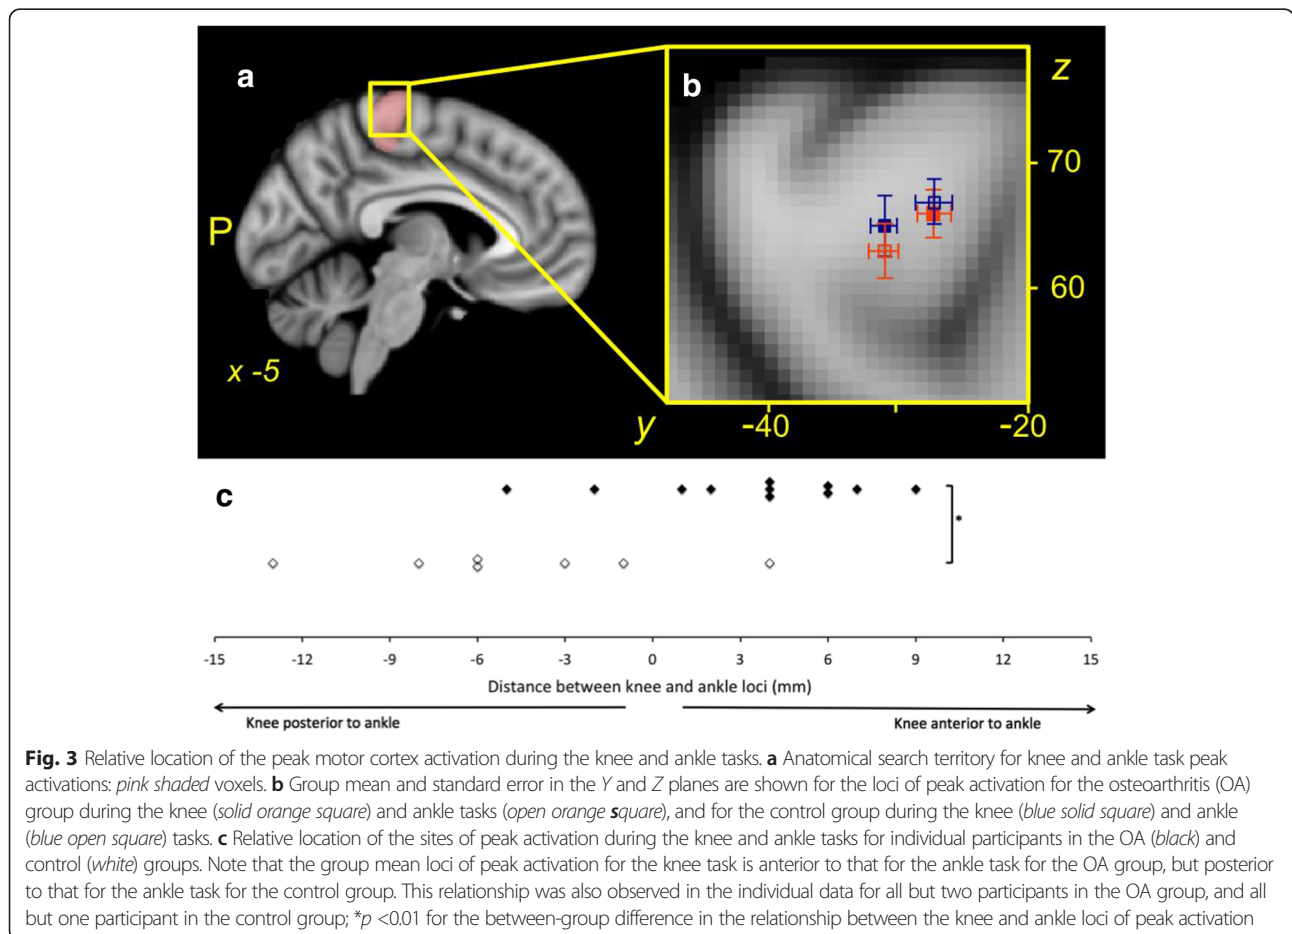 a
b
z
70
P
60
x -5
y
-40
-20
c
*
-15 -12 -9 -6 -3 0 3 6 9 12 15
Distance between knee and ankle loci (mm)
Knee posterior to ankle
Knee anterior to ankle
Fig. 3 Relative location of the peak motor cortex activation during the knee and ankle tasks. a Anatomical search territory for knee and ankle task peak
activations: pink shaded voxels. b Group mean and standard error in the Y and Z planes are shown for the loci of peak activation for the osteoarthritis (OA)
group during the knee (solid orange square) and ankle tasks (open orange square), and for the control group during the knee (blue solid square) and ankle
(blue open square) tasks. c Relative location of the sites of peak activation during the knee and ankle tasks for individual participants in the OA (black) and
control (white) groups. Note that the group mean loci of peak activation for the knee task is anterior to that for the ankle task for the OA group, but posterior
to that for the ankle task for the control group. This relationship was also observed in the individual data for all but two participants in the OA group, and all
but one participant in the control group; *p <0.01 for the between-group difference in the relationship between the knee and ankle loci of peak activation